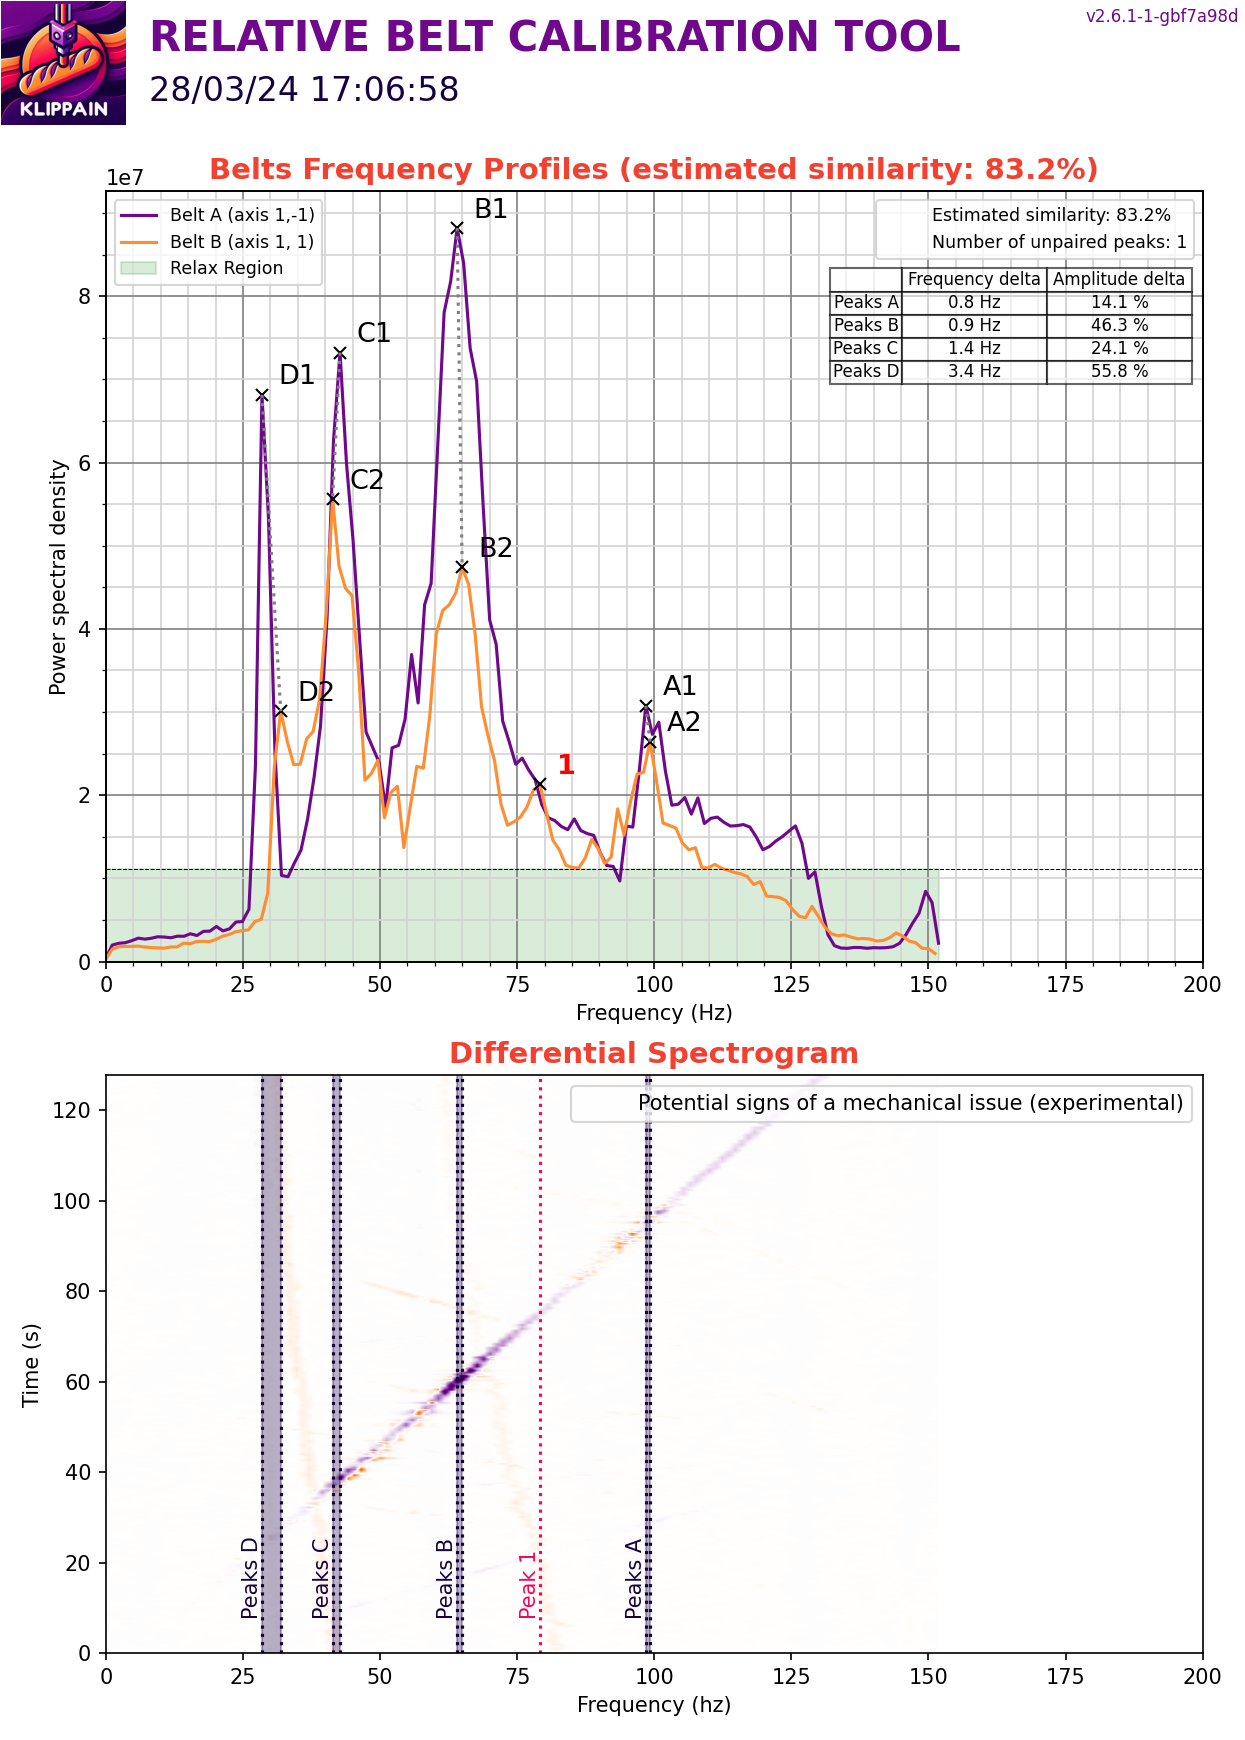 v2.6.1-1-gbf7a98d
RELATIVE BELT CALIBRATION TOOL
28/03/24 17:06:58
KLIPPAIN
Belts Frequency Profiles (estimated similarity: 83.2%)
1e7
Belt A (axis 1,-1)
Belt B (axis 1, 1)
Relax Region
Estimated similarity: 83.2%
Number of unpaired peaks: 1
Frequency delta Amplitude delta
Peaks A 0.8 Hz 14.1 %
Peaks B 0.9 Hz 46.3 %
Peaks C 1.4 Hz 24.1 %
Peaks D 3.4 Hz 55.8 %
B1
C1
D1
C2
B2
D2
A1
A2
1
Power spectral density
8
6
4
2
0
0 25 50 75 100 125 150 175 200
Frequency (Hz)
Differential Spectrogram
Potential signs of a mechanical issue (experimental)
Time (s)
120
100
80
60
40
20
0
Peaks D
Peaks C
Peaks B
Peak 1
Peaks A
0 25 50 75 100 125 150 175 200
Frequency (hz)